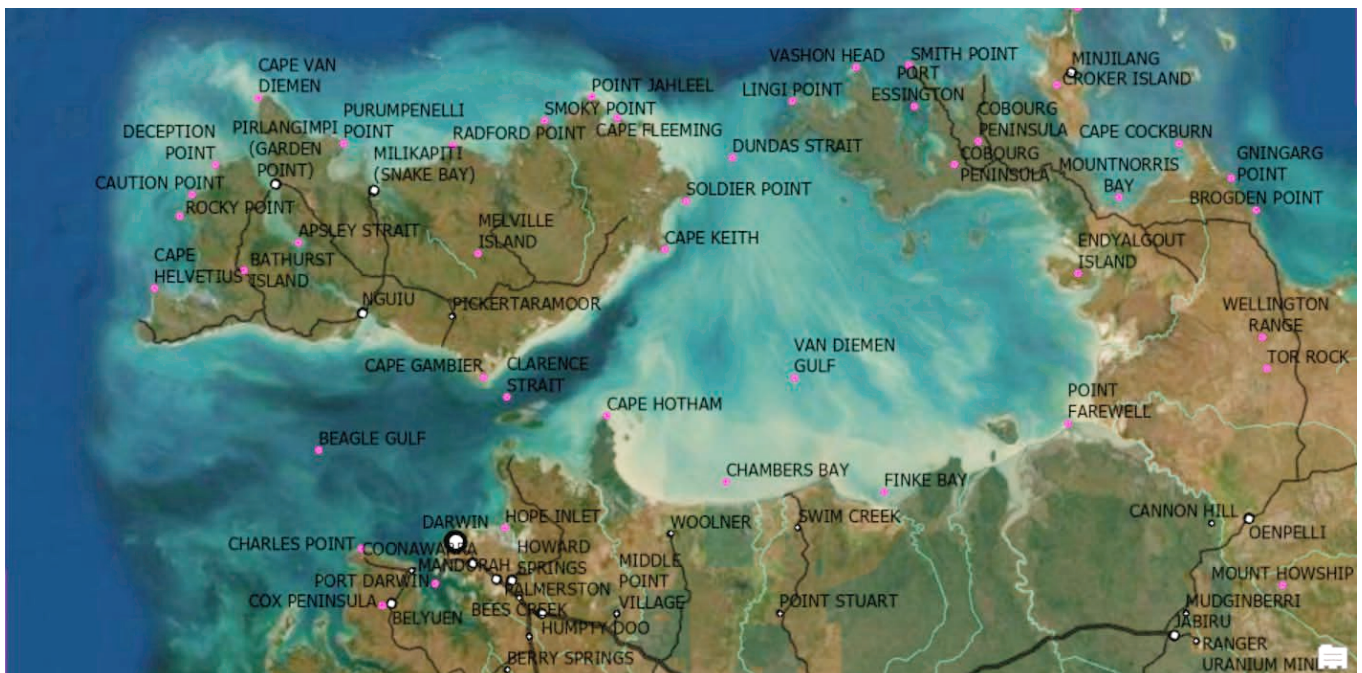 VASHON HEAD
SMITH POINT
PORT
ESSINGTON
MINJILANG
CROKER ISLAND
CAPE VAN
DIEMEN
POINT JAHLEEL
LINGI POINT
PURUMPENELLI
POINT
SMOKY POINT
CAPE FLEEMING
RADFORD POINT
COBOURG
PENINSULA
CAPE COCKBURN
DECEPTION
POINT
PIRLANGIMPI
(GARDEN
POINT)
MILIKAPITI
(SNAKE BAY)
DUNDAS STRAIT
COBOURG
PENINSULA
MOUNTNORRIS
BAY
GNINGARG
POINT
CAUTION POINT
ROCKY POINT
SOLDIER POINT
BROGDEN POINT
APSLEY STRAIT
MELVILLE
ISLAND
CAPE KEITH
ENDYALGOUT
ISLAND
CAPE
HELVETIUS
BATHURST
ISLAND
NGUIU
PICKERTARAMOOR
WELLINGTON
RANGE
TOR ROCK
VAN DIEMEN
GULF
CAPE GAMBIER
CLARENCE
STRAIT
CAPE HOTHAM
POINT
FAREWELL
BEAGLE GULF
CHAMBERS BAY
FINKE BAY
CANNON HILL
OENPELLI
DARWIN
HOPE INLET
WOOLNER
SWIM CREEK
CHARLES POINT
COONAWARRA
MANDORAH
HOWARD
SPRINGS
MIDDLE
POINT
VILLAGE
PORT DARWIN
PALMERSTON
MOUNT HOWSHIP
COX PENINSULA
BELYUEN
BEES CREEK
HUMPTY DOO
POINT STUART
MUDGINBERRI
JABIRU
RANGER
URANIUM MINE
BERRY SPRINGS